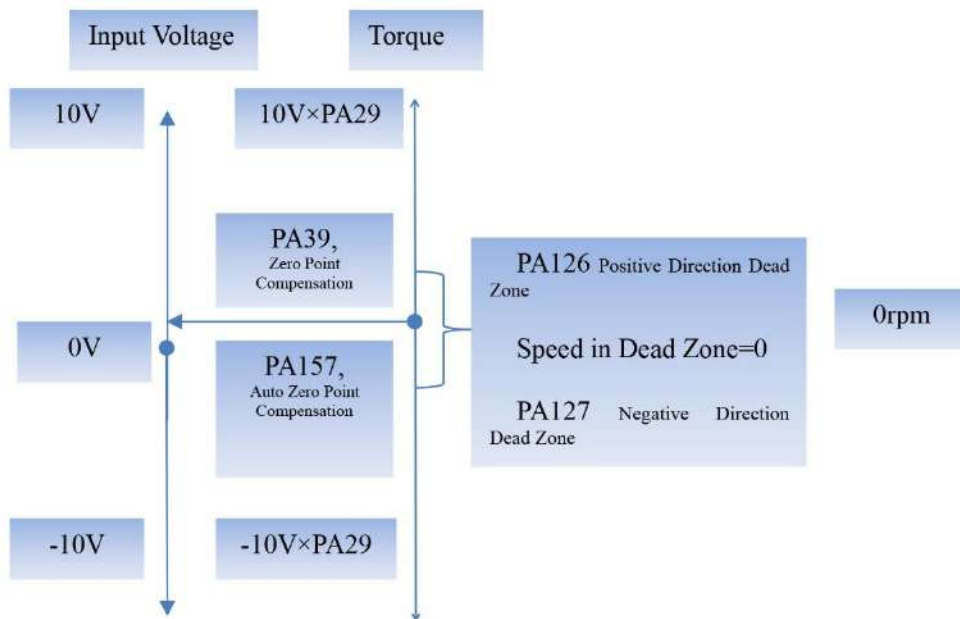 Input Voltage
Torque
10V
10V×PA29
PA39,
Zero Point
Compensation
PA126 Positive Direction Dead
Zone
0rpm
0V
Speed in Dead Zone=0
PA157,
Auto Zero Point
Compensation
PA127 Negative Direction
Dead Zone
-10V
-10V×PA29